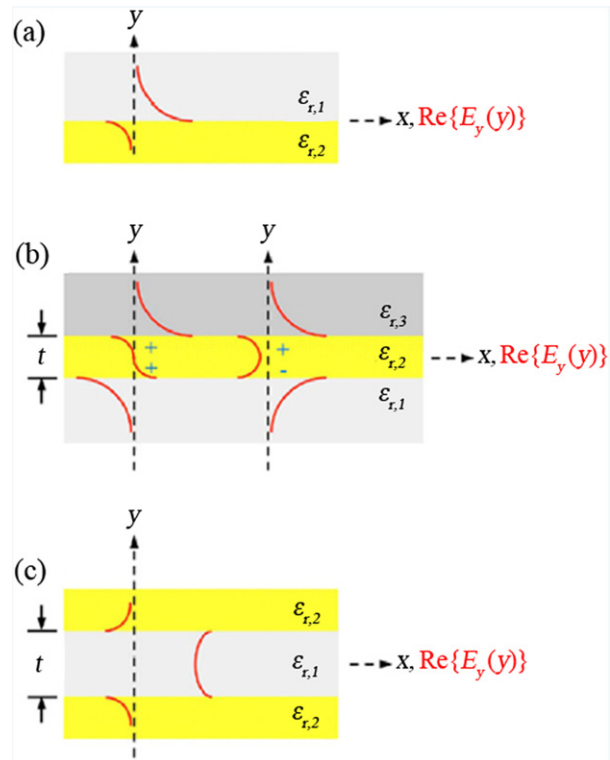 (a)
y
εr,1
x, Re{Ey(y)}
εr,2
(b)
y y
εr,3
t
+ +
εr,2
x, Re{Ey(y)}
+ -
εr,1
(c)
y
εr,2
t
εr,1
x, Re{Ey(y)}
εr,2